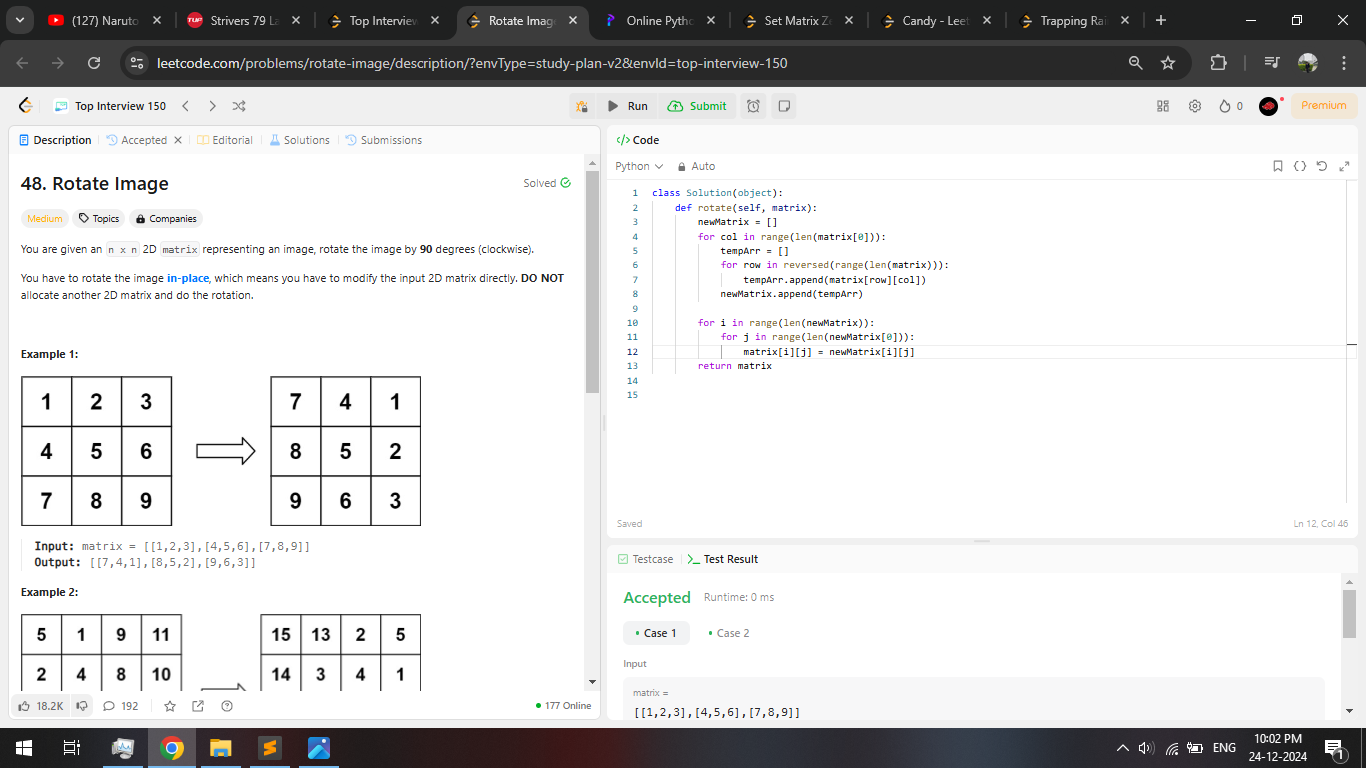 (127) Naruto
Strivers 79 La
Top Interview
Rotate Image
Online Pytho
Set Matrix Ze
Candy - Leet
Trapping Rai
leetcode.com/problems/rotate-image/description/?envType=study-plan-v2&envId=top-interview-150
Top Interview 150
Run
Submit
0
Premium
Description
Accepted
Editorial
Solutions
Submissions
48. Rotate Image
Solved
Medium
Topics
Companies
You are given an n x n 2D matrix representing an image, rotate the image by 90 degrees (clockwise).
You have to rotate the image in-place, which means you have to modify the input 2D matrix directly. DO NOT
allocate another 2D matrix and do the rotation.
Example 1:
1 2 3 7 4 1
4 5 6 8 5 2
7 8 9 9 6 3
Input: matrix = [[1,2,3],[4,5,6],[7,8,9]]
Output: [[7,4,1],[8,5,2],[9,6,3]]
Example 2:
5 1 9 11 15 13 2 5
2 4 8 10 14 3 4 1
18.2K
192
177 Online
</> Code
Python
Auto
1 class Solution(object):
2 def rotate(self, matrix):
3 newMatrix = []
4 for col in range(len(matrix[0])):
5 tempArr = []
6 for row in reversed(range(len(matrix))):
7 tempArr.append(matrix[row][col])
8 newMatrix.append(tempArr)
9
10 for i in range(len(newMatrix)):
11 for j in range(len(newMatrix[0])):
12 matrix[i][j] = newMatrix[i][j]
13 return matrix
14
15
Saved
Ln 12, Col 46
Testcase
Test Result
Accepted
Runtime: 0 ms
Case 1
Case 2
Input
matrix =
[[1,2,3],[4,5,6],[7,8,9]]
ENG
10:02 PM
24-12-2024
1